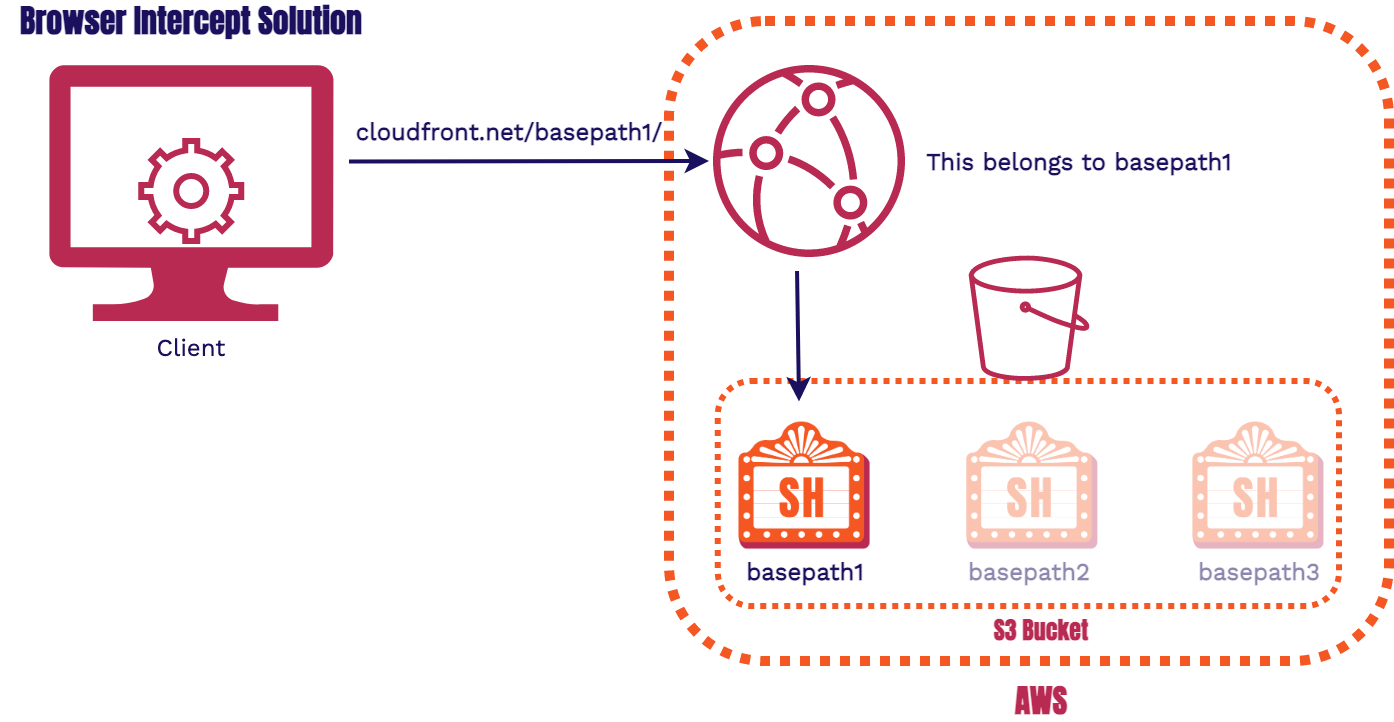 Browser Intercept Solution
cloudfront.net/basepath1/
This belongs to basepath1
Client
SH
SH
SH
basepath1
basepath2
basepath3
S3 Bucket
AWS